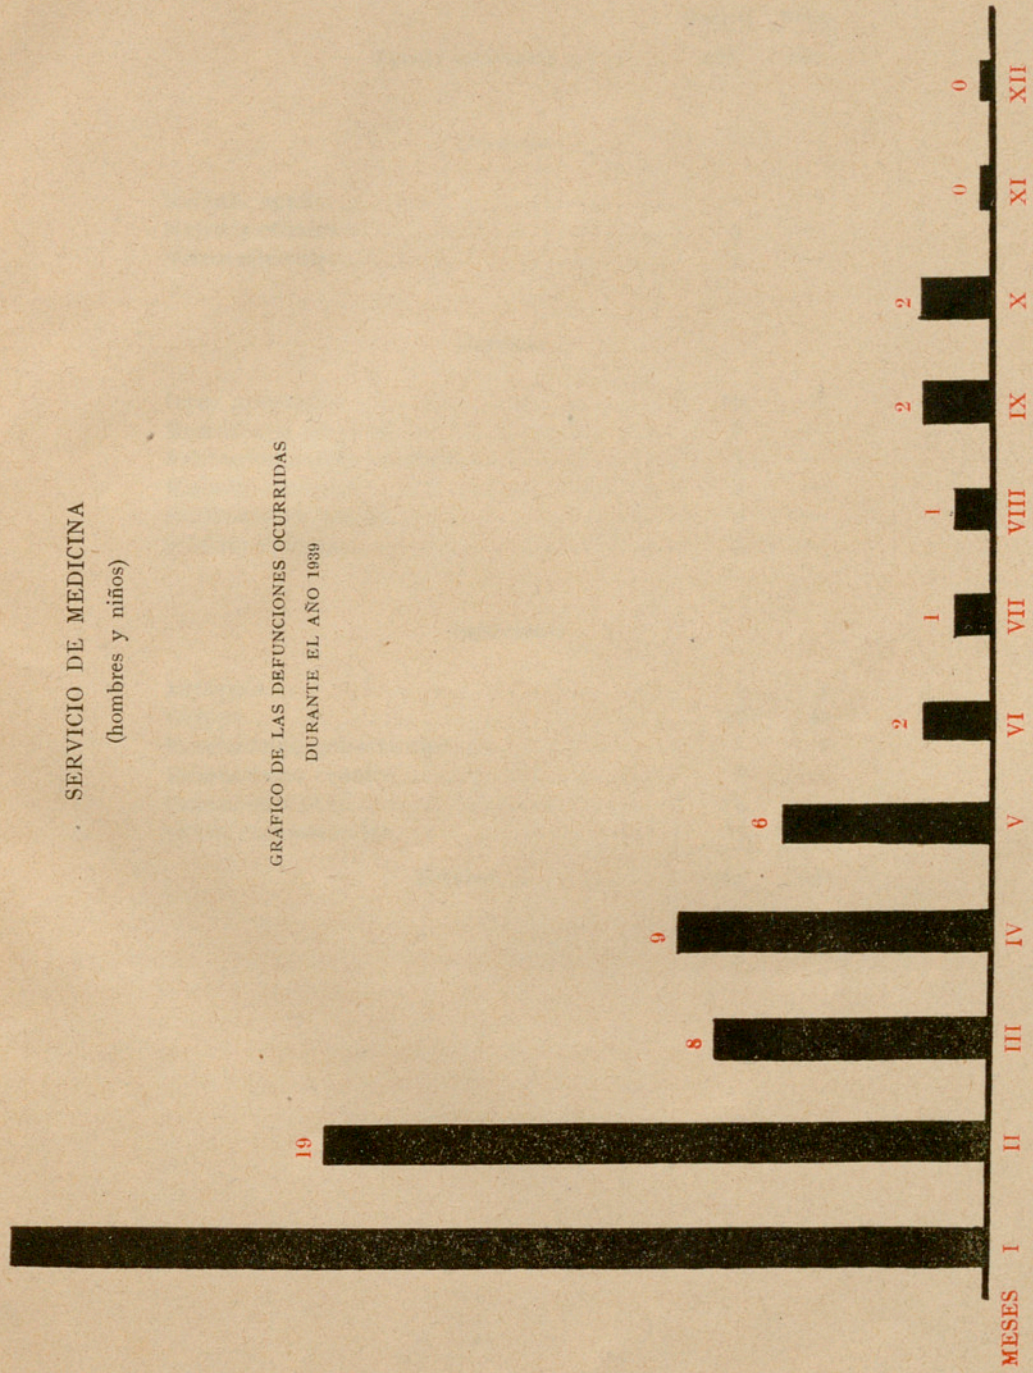 SERVICIO DE MEDICINA
(hombres y niños)
GRÁFICO DE LAS DEFUNCIONES OCURRIDAS
DURANTE EL AÑO 1939
19
8
9
6
2
1
1
2
2
0
0
MESES I II III IV V VI VII VIII IX X XI XII